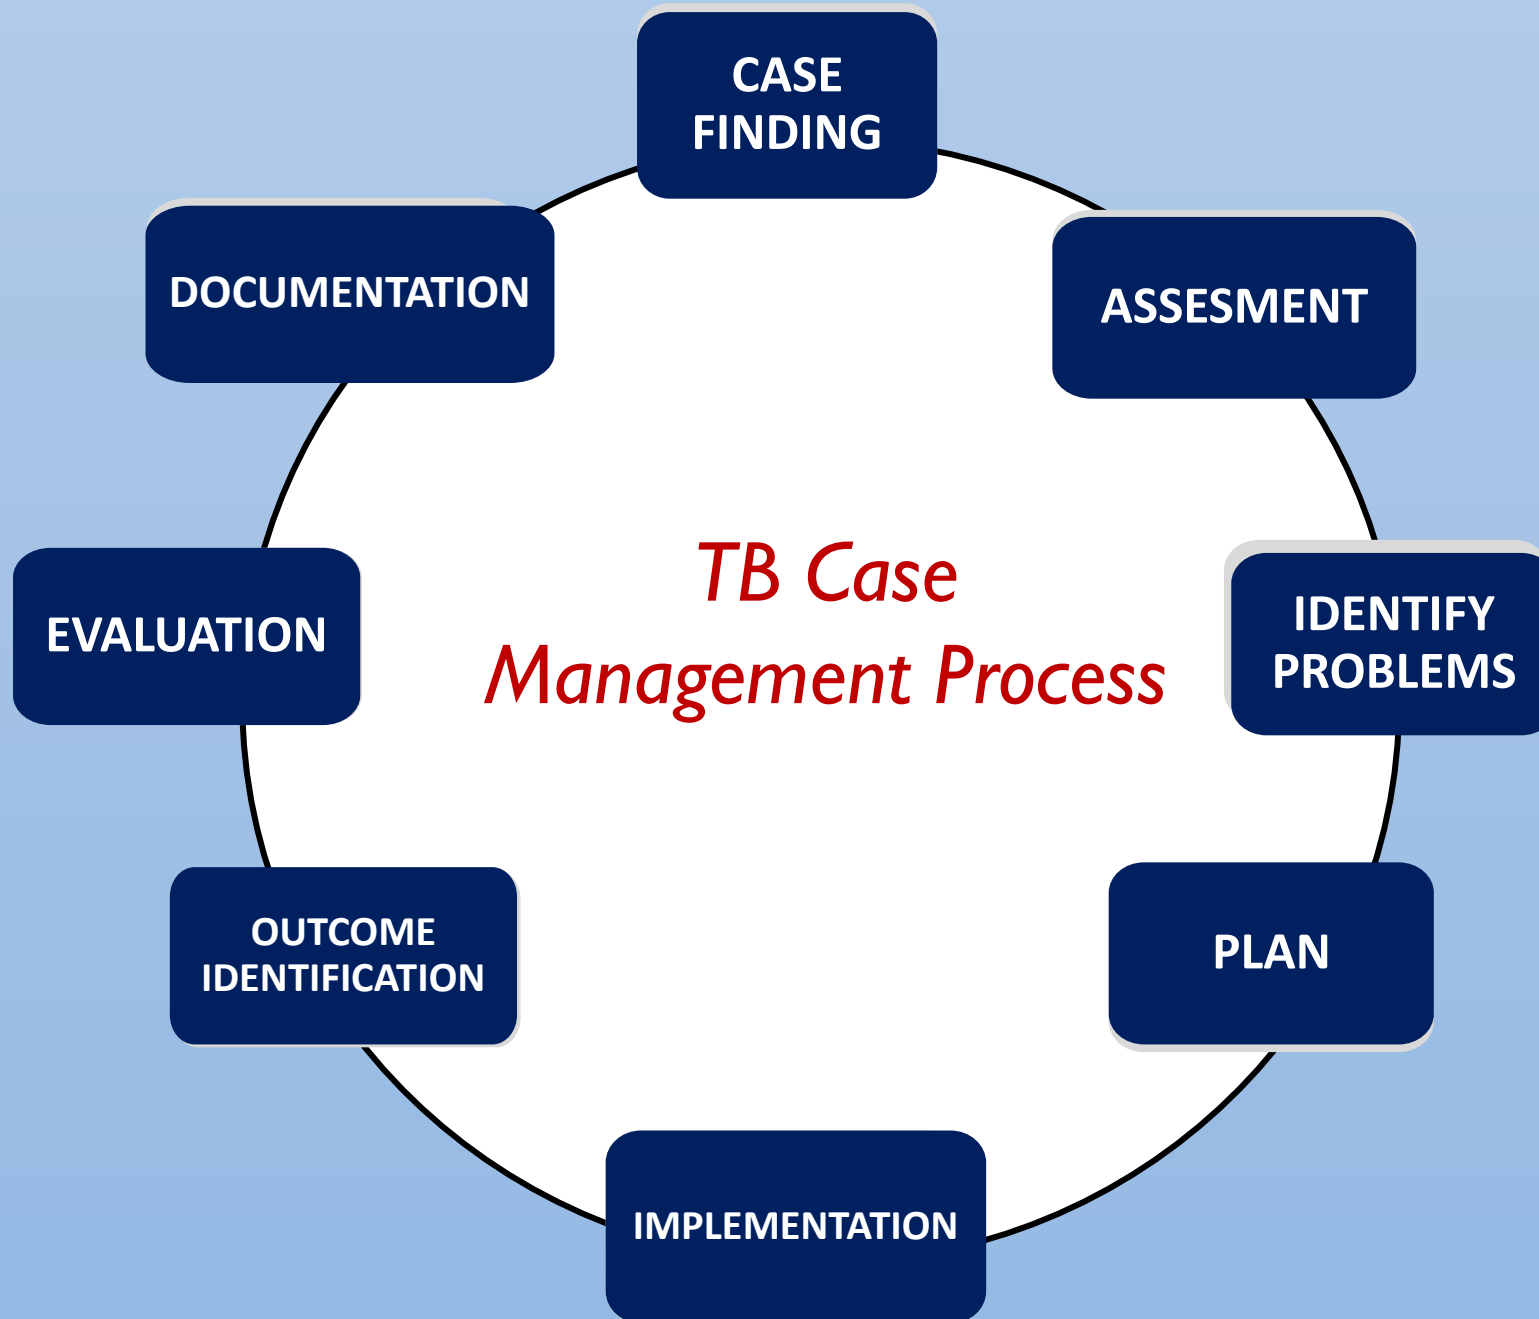 CASE
FINDING
ASSESMENT
IDENTIFY
PROBLEMS
PLAN
IMPLEMENTATION
OUTCOME
IDENTIFICATION
EVALUATION
DOCUMENTATION
TB Case
Management Process